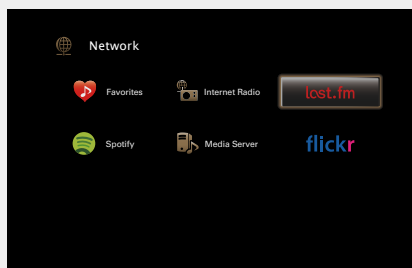 Network
Favorites
Internet Radio
last.fm
Spotify
Media Server
flickr